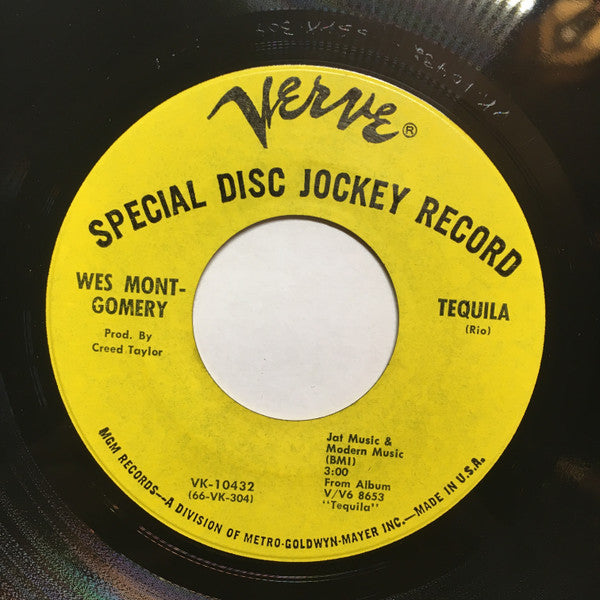 Verve®
SPECIAL DISC JOCKEY RECORD
WES MONT-
GOMERY
Prod. By
Creed Taylor
TEQUILA
(Rio)
VK-10432
(66-VK-304)
Jat Music &
Modern Music
(BMI)
3:00
From Album
V/V6 8653
"Tequila"
MGM RECORDS—A DIVISION OF METRO-GOLDWYN-MAYER INC.—MADE IN U.S.A.